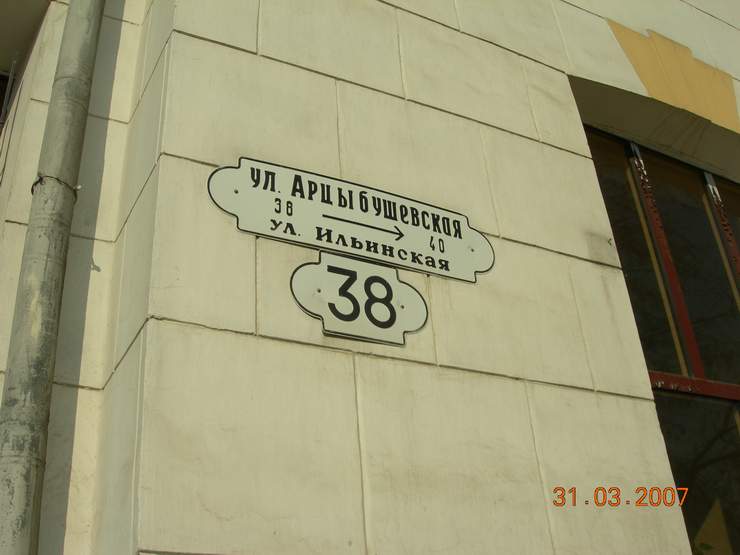 ул. Арцыбушевская
38 → 40
ул. Ильинская
38
31.03.2007